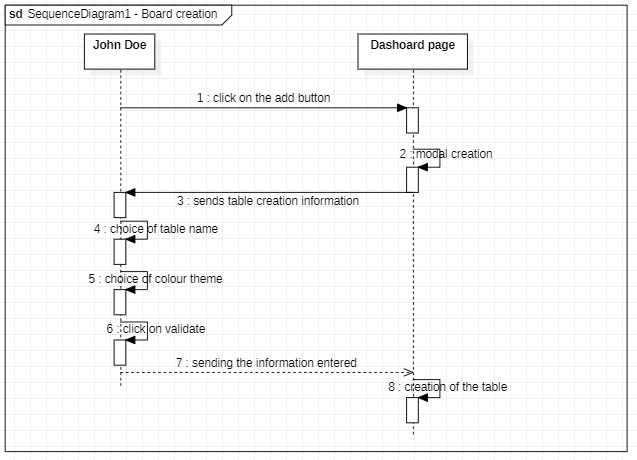 sd SequenceDiagram1 - Board creation
John Doe
Dashoard page
1 : click on the add button
2 : modal creation
3 : sends table creation information
4 : choice of table name
5 : choice of colour theme
6 : click on validate
7 : sending the information entered
8 : creation of the table